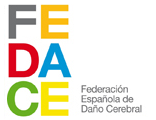 FE
DA
CE
Federación
Española de
Daño Cerebral